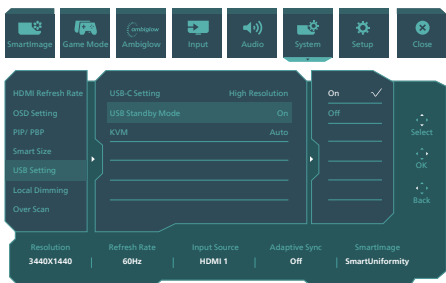 ambiglow
SmartImage Game Mode Ambiglow Input Audio System Setup Close
HDMI Refresh Rate USB-C Setting High Resolution On
OSD Setting USB Standby Mode On Off
PIP/ PBP KVM Auto
Select
Smart Size
OK
USB Setting
Local Dimming
Back
Over Scan
Resolution Refresh Rate Input Source Adaptive Sync SmartImage
3440X1440 | 60Hz | HDMI 1 | Off | SmartUniformity